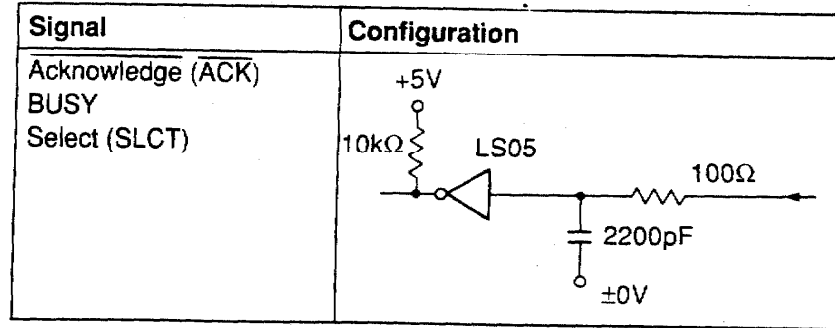 Signal
Configuration
Acknowledge (ACK)
BUSY
Select (SLCT)
+5V
10kΩ
LS05
100Ω
2200pF
±0V